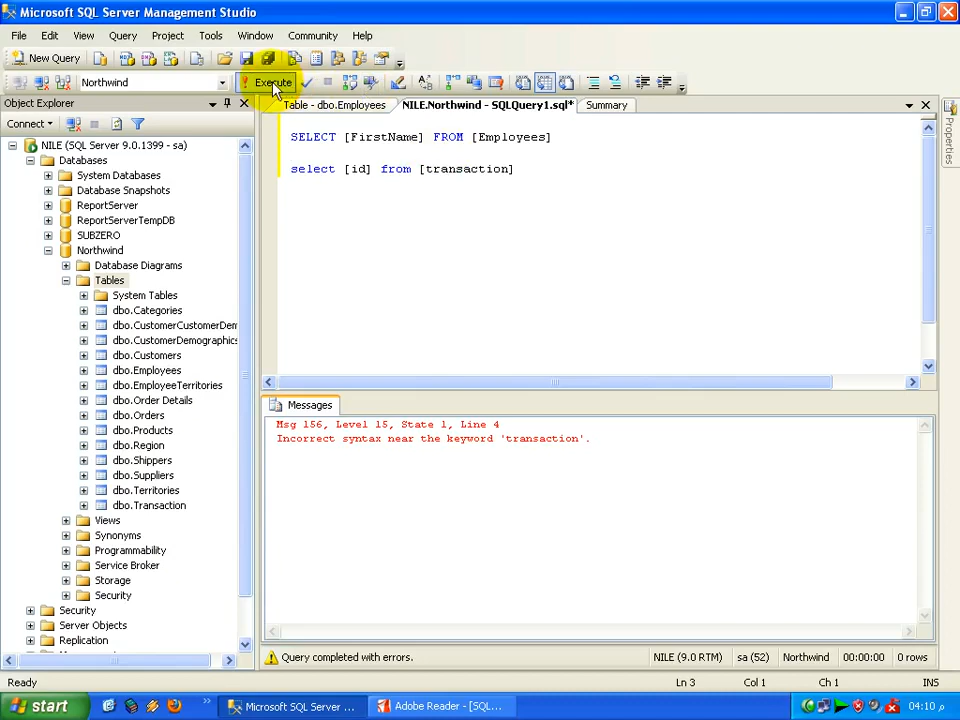 Microsoft SQL Server Management Studio
File Edit View Query Project Tools Window Community Help
New Query
Northwind Execute
Object Explorer
Table - dbo.Employees NILE.Northwind - SQLQuery1.sql* Summary
Properties
Connect
SELECT [FirstName] FROM [Employees]
select [id] from [transaction]
NILE (SQL Server 9.0.1399 - sa)
Databases
System Databases
Database Snapshots
ReportServer
ReportServerTempDB
SUBZERO
Northwind
Database Diagrams
Tables
System Tables
dbo.Categories
dbo.CustomerCustomerDem
dbo.CustomerDemographics
dbo.Customers
dbo.Employees
dbo.EmployeeTerritories
dbo.Order Details
dbo.Orders
dbo.Products
dbo.Region
dbo.Shippers
dbo.Suppliers
dbo.Territories
dbo.Transaction
Views
Synonyms
Programmability
Service Broker
Storage
Security
Security
Server Objects
Replication
Messages
Msg 156, Level 15, State 1, Line 4
Incorrect syntax near the keyword 'transaction'.
Query completed with errors. NILE (9.0 RTM) sa (52) Northwind 00:00:00 0 rows
Ready Ln 3 Col 1 Ch 1 INS
start Microsoft SQL Server ... Adobe Reader - [SQL... 04:10 م